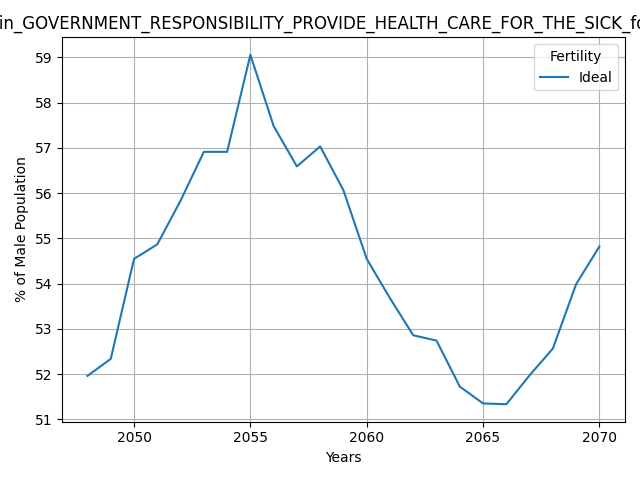 in_GOVERNMENT_RESPONSIBILITY_PROVIDE_HEALTH_CARE_FOR_THE_SICK_fo
Fertility
Ideal
59
58
57
56
55
54
53
52
51
% of Male Population
2050 2055 2060 2065 2070
Years